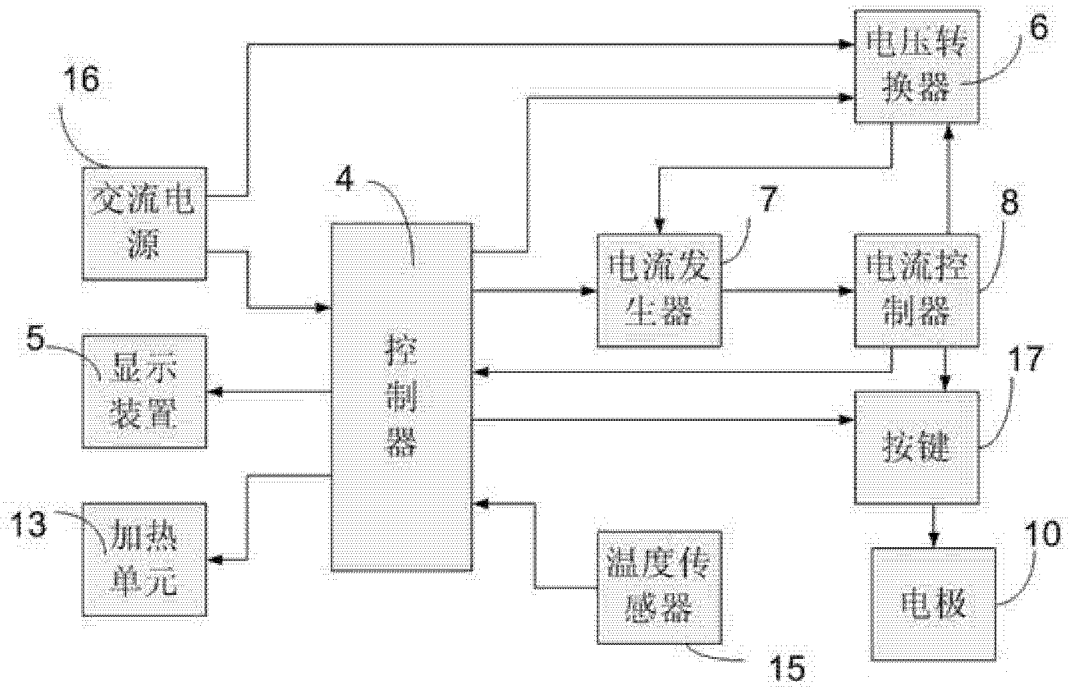 电压转
换器
6
16
交流电
源
4
7
8
电流发
生器
电流控
制器
控
制
器
5
显示
装置
17
按键
13
加热
单元
温度传
感器
15
10
电极